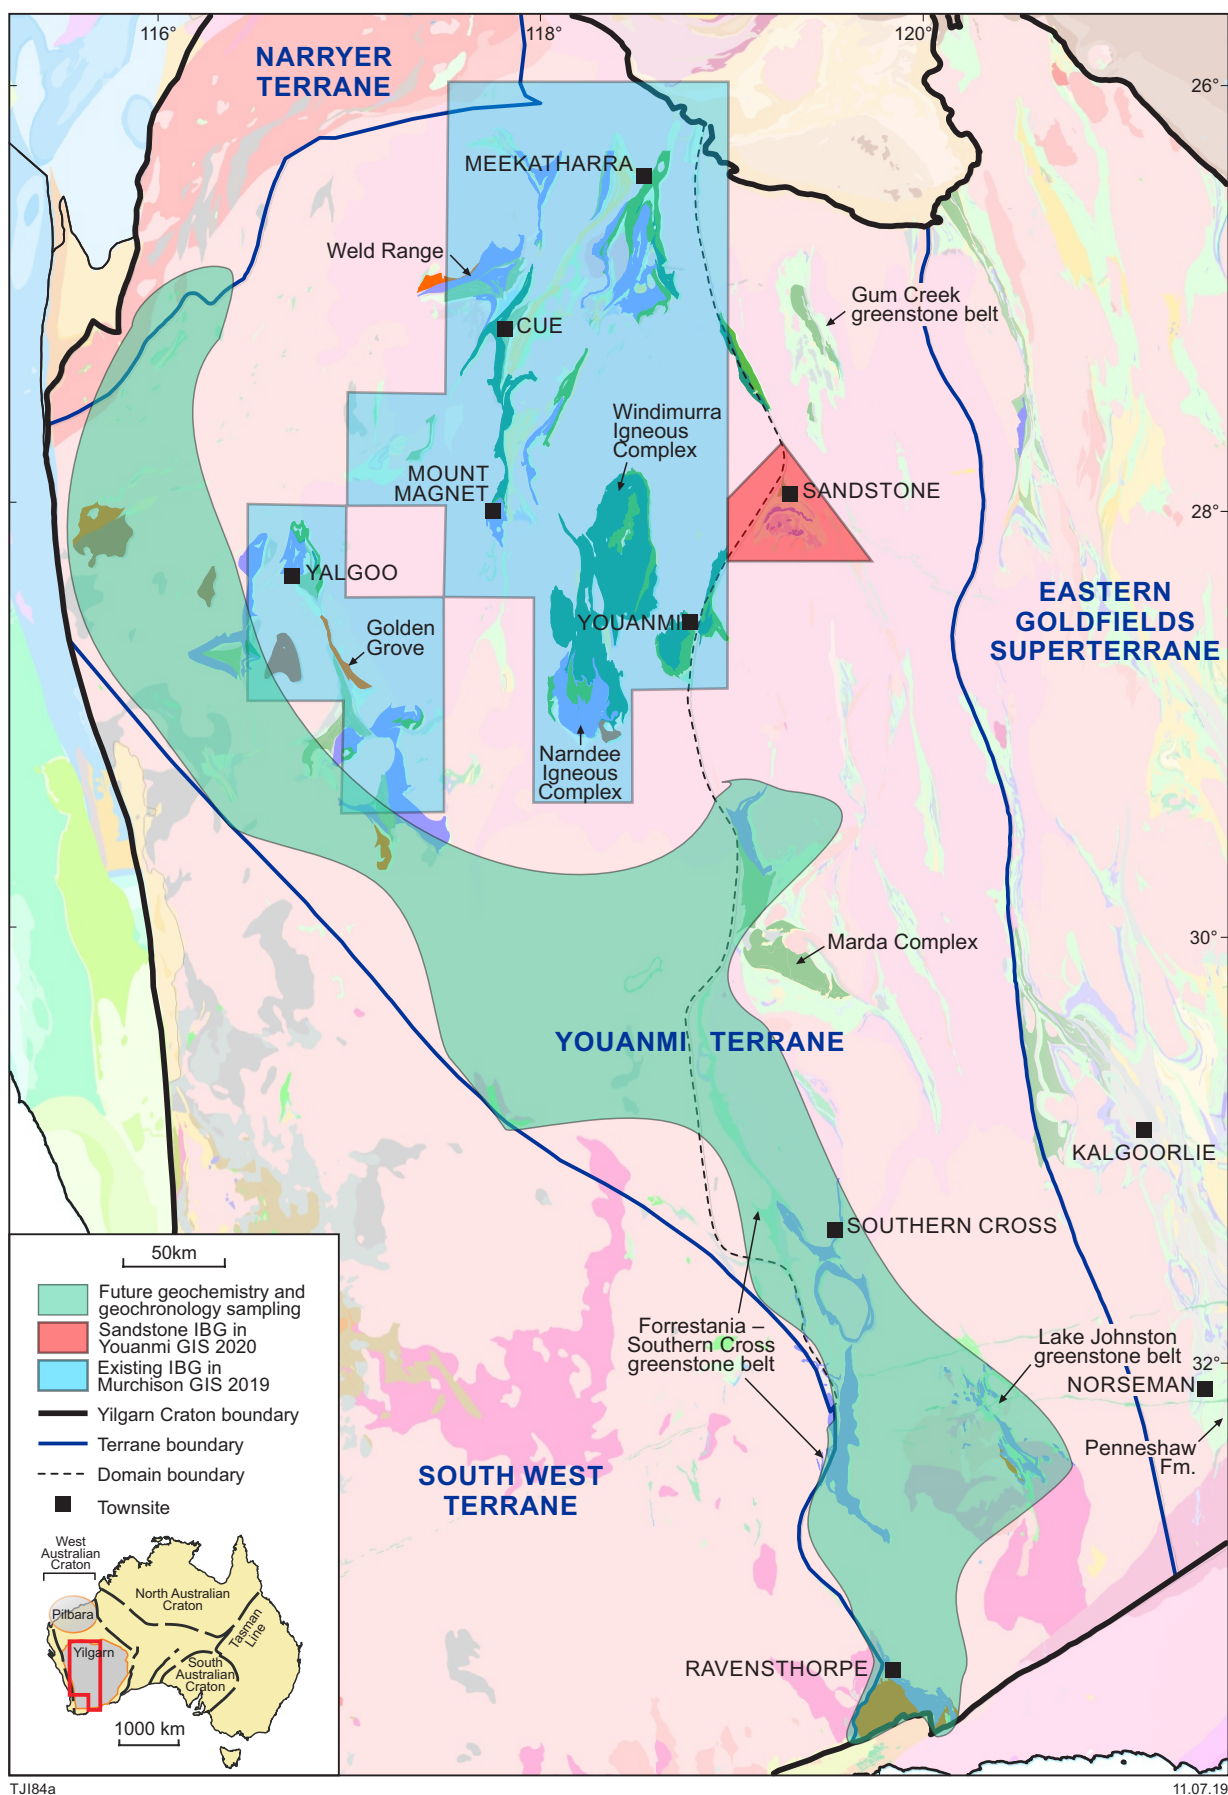 116°
118°
120°
NARRYER
TERRANE
26°
MEEKATHARRA
Weld Range
Gum Creek
greenstone belt
CUE
Windimurra
Igneous
Complex
MOUNT
MAGNET
SANDSTONE
28°
YALGOO
EASTERN
GOLDFIELDS
SUPERTERRANE
Golden
Grove
YOUANMI
Narndee
Igneous
Complex
30°
Marda Complex
YOUANMI TERRANE
KALGOORLIE
SOUTHERN CROSS
Forrestania –
Southern Cross
greenstone belt
Lake Johnston
greenstone belt
32°
NORSEMAN
Penneshaw
Fm.
SOUTH WEST
TERRANE
RAVENSTHORPE
50km
Future geochemistry and
geochronology sampling
Sandstone IBG in
Youanmi GIS 2020
Existing IBG in
Murchison GIS 2019
Yilgarn Craton boundary
Terrane boundary
Domain boundary
Townsite
West
Australian
Craton
North Australian
Craton
Pilbara
Tasman
Line
Yilgarn
South
Australian
Craton
1000 km
TJI84a
11.07.19